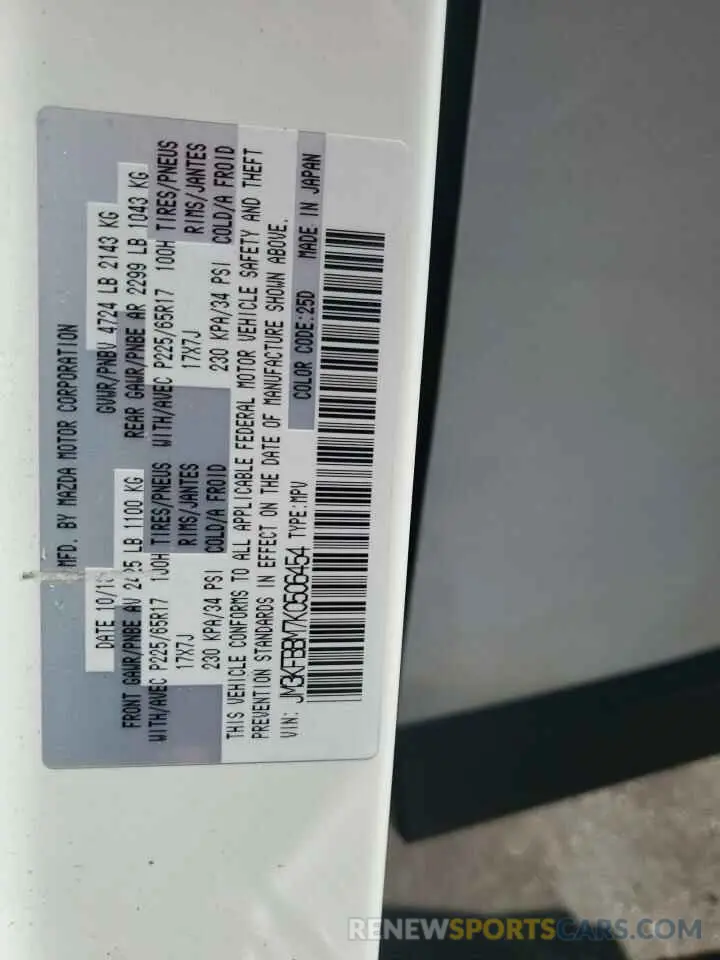 MFD. BY MAZDA MOTOR CORPORATION
DATE 10/18 GVWR/PNBV 4724 LB 2143 KG
FRONT GAWR/PNBE AV LB 1100 KG REAR GAWR/PNBE AR 2299 LB 1043 KG
WITH/AVEC P225/65R17 TIRES/PNEUS WITH/AVEC P225/65R17 100H TIRES/PNEUS
17X7J RIMS/JANTES 17X7J RIMS/JANTES
230 KPA/34 PSI COLD/A FROID 230 KPA/34 PSI COLD/A FROID
THIS VEHICLE CONFORMS TO ALL APPLICABLE FEDERAL MOTOR VEHICLE SAFETY AND THEFT
PREVENTION STANDARDS IN EFFECT ON THE DATE OF MANUFACTURE SHOWN ABOVE.
VIN: JM3KFBBM7K0506454 TYPE:MPV COLOR CODE:25D MADE IN JAPAN
RENEWSPORTSCARS.COM